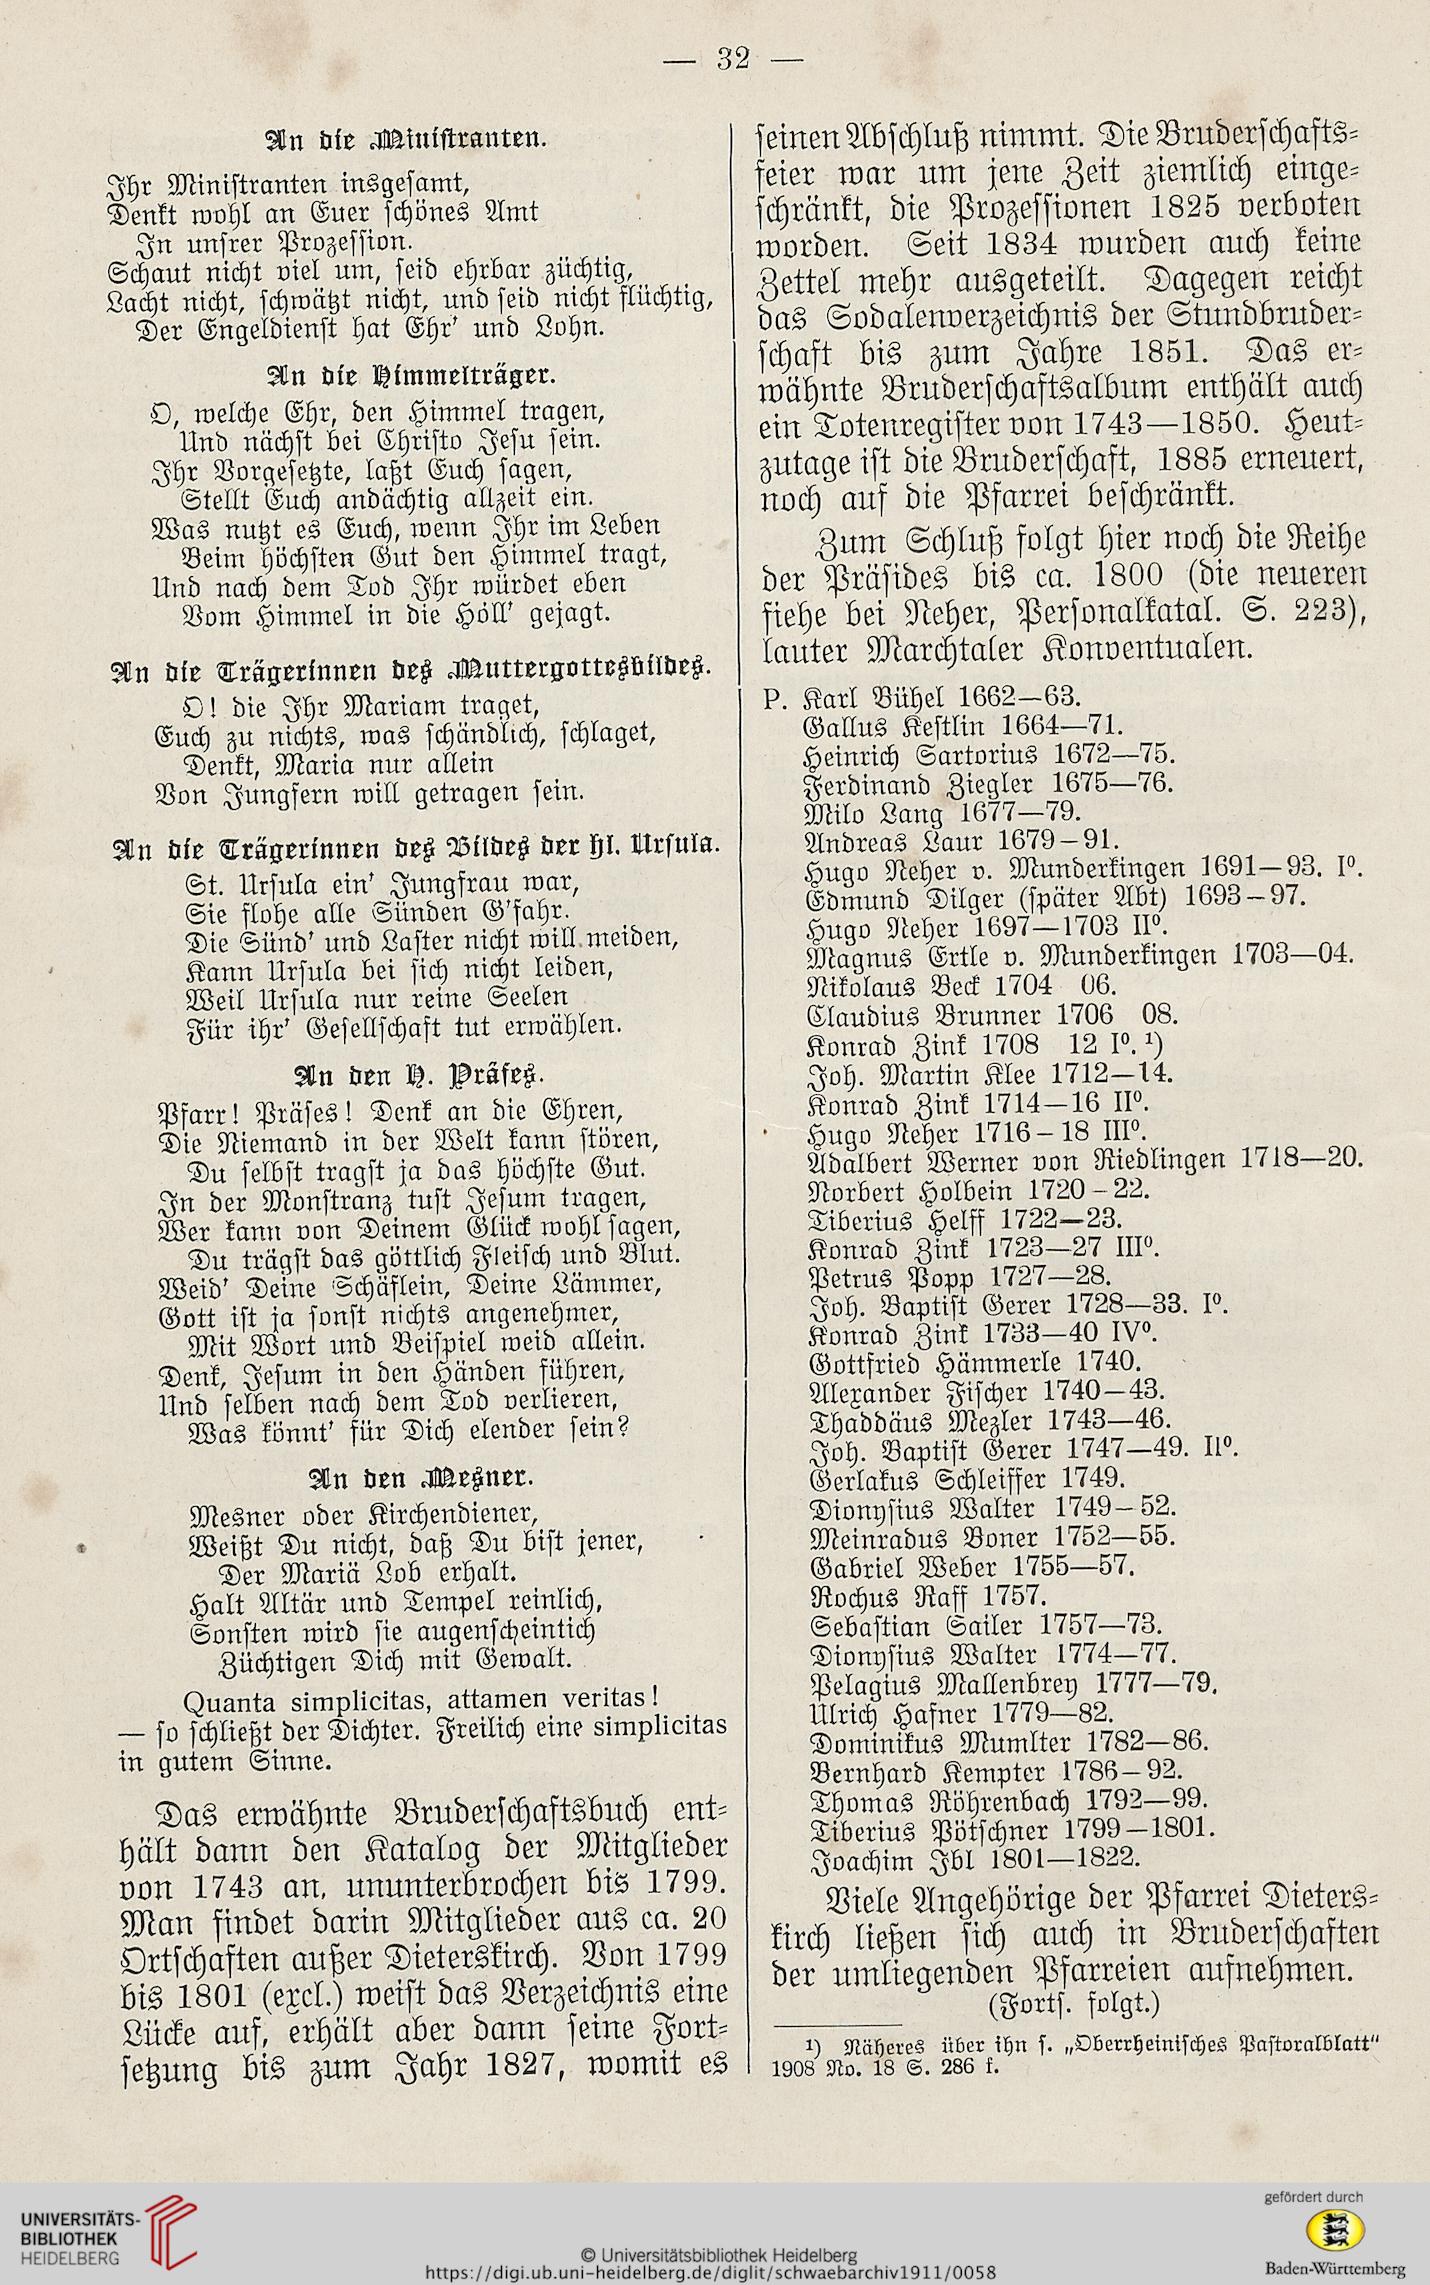 — 32 —
An die Ministranten.
Ihr Ministranten insgesamt,
Denkt wohl an Euer schönes Amt
In unsrer Prozession.
Schaut nicht viel um, seid ehrbar züchtig,
Lacht nicht, schwätzt nicht, und seid nicht flüchtig,
Der Engeldienst hat Ehr' und Lohn.
An die Himmelträger.
O, welche Ehr, den Himmel tragen,
Und nächst bei Christo Jesu sein.
Ihr Vorgesetzte, laßt Euch sagen,
Stellt Euch andächtig allzeit ein.
Was nutzt es Euch, wenn Ihr im Leben
Beim höchsten Gut den Himmel tragt,
Und nach dem Tod Ihr würdet eben
Vom Himmel in die Höll' gejagt.
An die Trägerinnen des Muttergottesbildes.
O! die Ihr Mariam traget,
Euch zu nichts, was schändlich, schlaget,
Denkt, Maria nur allein
Von Jungfern will getragen sein.
An die Trägerinnen des Bildes der hl. Ursula.
St. Ursula ein' Jungfrau war,
Sie flohe alle Sünden G'fahr.
Die Sünd' und Laster nicht will meiden,
Kann Ursula bei sich nicht leiden,
Weil Ursula nur reine Seelen
Für ihr' Gesellschaft tut erwählen.
An den H. Präses.
Pfarr! Präses! Denk an die Ehren,
Die Niemand in der Welt kann stören,
Du selbst tragst ja das höchste Gut.
In der Monstranz tust Jesum tragen,
Wer kann von Deinem Glück wohl sagen,
Du trägst das göttlich Fleisch und Blut.
Weid' Deine Schäflein, Deine Lämmer,
Gott ist ja sonst nichts angenehmer,
Mit Wort und Beispiel weid allein.
Denk, Jesum in den Händen führen,
Und selben nach dem Tod verlieren,
Was könnt' für Dich elender sein?
An den Mesner.
Mesner oder Kirchendiener,
Weißt Du nicht, daß Du bist jener,
Der Mariä Lob erhalt.
Halt Altär und Tempel reinlich,
Sonsten wird sie augenscheintich
Züchtigen Dich mit Gewalt.
Quanta simplicitas, attamen veritas!
— so schließt der Dichter. Freilich eine simplicitas
in gutem Sinne.
Das erwähnte Bruderschaftsbuch ent-
hält dann den Katalog der Mitglieder
von 1743 an, ununterbrochen bis 1799.
Man findet darin Mitglieder aus ca. 20
Ortschaften außer Dieterskirch. Von 1799
bis 1801 (excl.) weist das Verzeichnis eine
Lücke auf, erhält aber dann seine Fort-
setzung bis zum Jahr 1827, womit es
seinen Abschluß nimmt. Die Bruderschafts-
feier war um jene Zeit ziemlich einge-
schränkt, die Prozessionen 1825 verboten
worden. Seit 1834 wurden auch keine
Zettel mehr ausgeteilt. Dagegen reicht
das Sodalenverzeichnis der Stundbruder-
schaft bis zum Jahre 1851. Das er-
wähnte Bruderschaftsalbum enthält auch
ein Totenregister von 1743—1850. Heut-
zutage ist die Bruderschaft, 1885 erneuert,
noch auf die Pfarrei beschränkt.
Zum Schluß folgt hier noch die Reihe
der Präsides bis ca. 1800 (die neueren
siehe bei Neher, Personalkatal. S. 223),
lauter Marchtaler Konventualen.
P. Karl Bühel 1662—63.
Gallus Kestlin 1664—71.
Heinrich Sartorius 1672—75.
Ferdinand Ziegler 1675—76.
Milo Lang 1677—79.
Andreas Laur 1679–91.
Hugo Neher v. Munderkingen 1691—93. I⁰.
Edmund Dilger (später Abt) 1693–97.
Hugo Neher 1697—1703 II⁰.
Magnus Ertle v. Munderkingen 1703—04.
Nikolaus Beck 1704 06.
Claudius Brunner 1706 08.
Konrad Zink 1708 12 I⁰. ¹)
Joh. Martin Klee 1712—14.
Konrad Zink 1714—16 II⁰.
Hugo Neher 1716–18 III⁰.
Adalbert Werner von Riedlingen 1718—20.
Norbert Holbein 1720–22.
Tiberius Helff 1722—23.
Konrad Zink 1723—27 III⁰.
Petrus Popp 1727—28.
Joh. Baptist Gerer 1728—33. I⁰.
Konrad Zink 1733—40 IV⁰.
Gottfried Hämmerle 1740.
Alexander Fischer 1740—43.
Thaddäus Mezler 1743—46.
Joh. Baptist Gerer 1747—49. II⁰.
Gerlakus Schleiffer 1749.
Dionysius Walter 1749–52.
Meinradus Boner 1752—55.
Gabriel Weber 1755—57.
Rochus Raff 1757.
Sebastian Sailer 1757—73.
Dionysius Walter 1774—77.
Pelagius Mallenbrey 1777—79.
Ulrich Hafner 1779—82.
Dominikus Mumlter 1782—86.
Bernhard Kempter 1786–92.
Thomas Röhrenbach 1792—99.
Tiberius Pötschner 1799—1801.
Joachim Ibl 1801—1822.
Viele Angehörige der Pfarrei Dieters-
kirch ließen sich auch in Bruderschaften
der umliegenden Pfarreien aufnehmen.
(Forts. folgt.)
¹) Näheres über ihn s. „Oberrheinisches Pastoralblatt"
1908 No. 18 S. 286 f.
UNIVERSITÄTS-
BIBLIOTHEK
HEIDELBERG
© Universitätsbibliothek Heidelberg
https://digi.ub.uni-heidelberg.de/diglit/schwaebarchiv1911/0058
gefördert durch
Baden-Württemberg